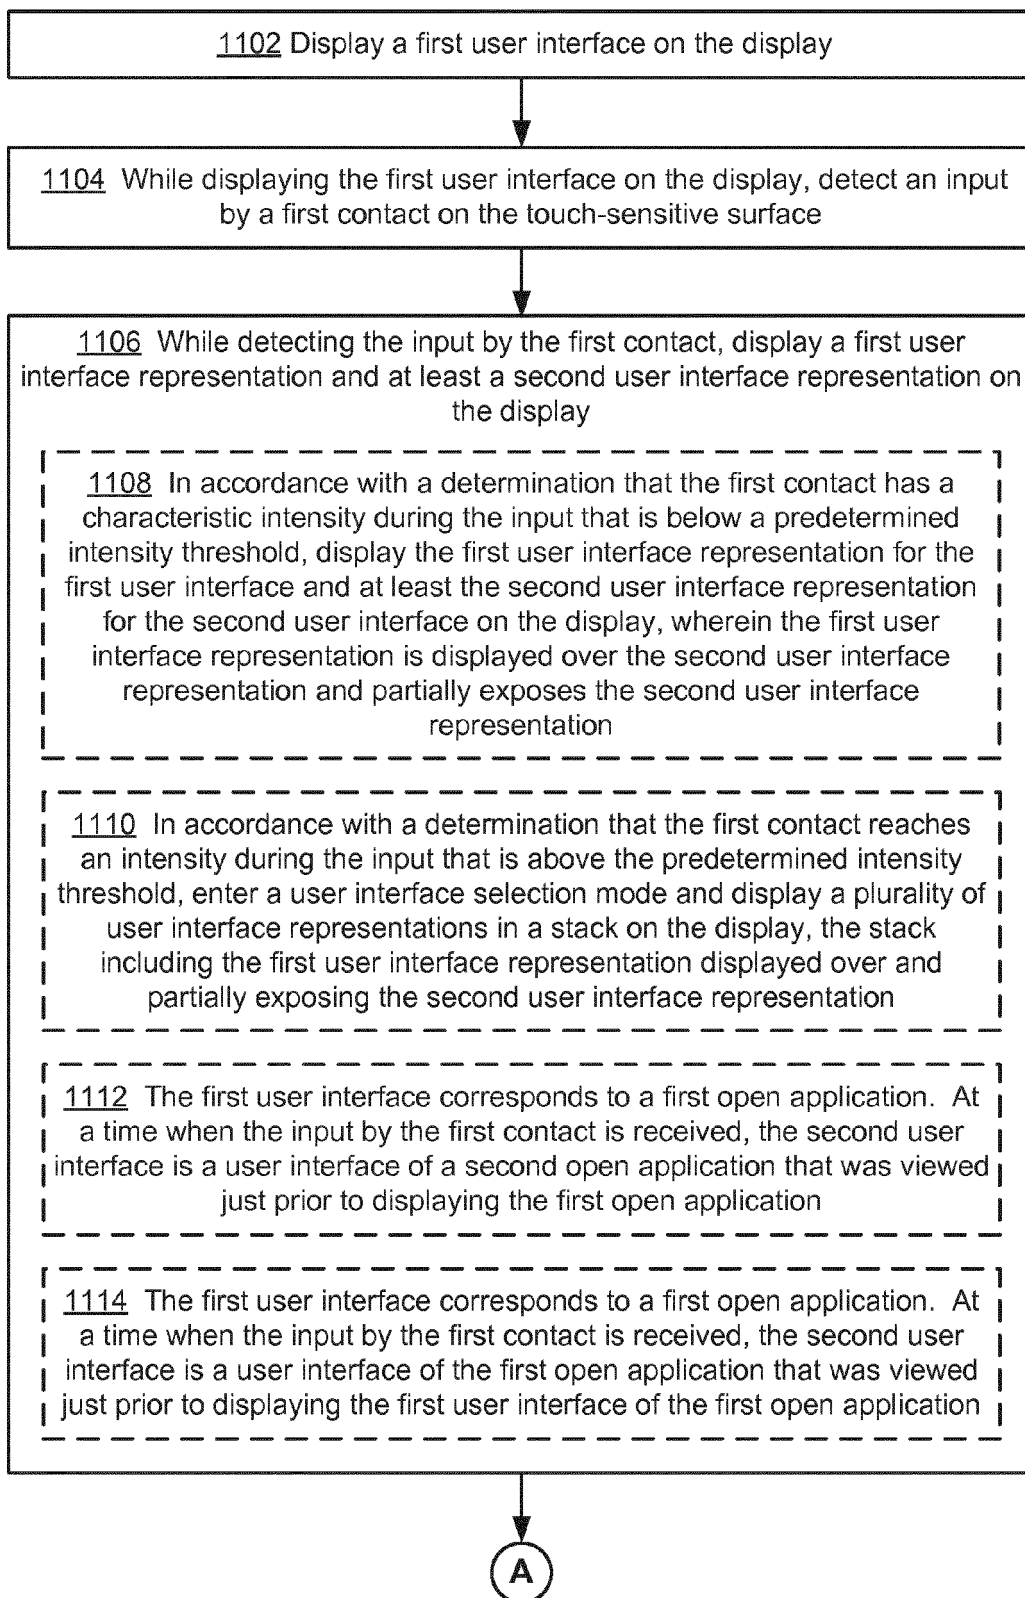 1102 Display a first user interface on the display
1104 While displaying the first user interface on the display, detect an input
by a first contact on the touch-sensitive surface
1106 While detecting the input by the first contact, display a first user
interface representation and at least a second user interface representation on
the display
1108 In accordance with a determination that the first contact has a
characteristic intensity during the input that is below a predetermined
intensity threshold, display the first user interface representation for the
first user interface and at least the second user interface representation
for the second user interface on the display, wherein the first user
interface representation is displayed over the second user interface
representation and partially exposes the second user interface
representation
1110 In accordance with a determination that the first contact reaches
an intensity during the input that is above the predetermined intensity
threshold, enter a user interface selection mode and display a plurality of
user interface representations in a stack on the display, the stack
including the first user interface representation displayed over and
partially exposing the second user interface representation
1112 The first user interface corresponds to a first open application. At
a time when the input by the first contact is received, the second user
interface is a user interface of a second open application that was viewed
just prior to displaying the first open application
1114 The first user interface corresponds to a first open application. At
a time when the input by the first contact is received, the second user
interface is a user interface of the first open application that was viewed
just prior to displaying the first user interface of the first open application
A